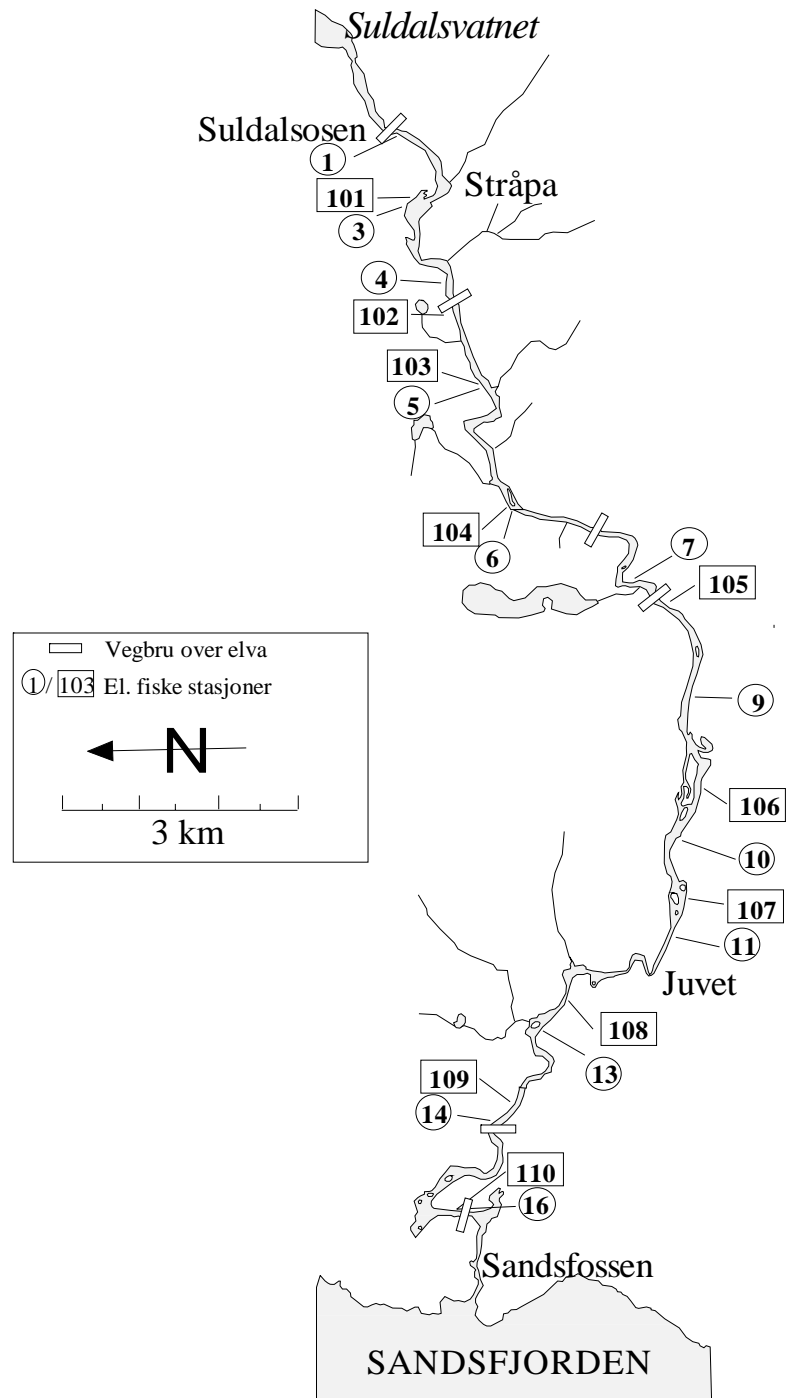 Suldalsvatnet
Suldalsosen
1
101
Stråpa
3
4
102
103
5
104
6
7
105
Vegbru over elva
1/ 103 El. fiske stasjoner
N
3 km
9
106
10
107
11
Juvet
108
13
109
14
110
16
Sandsfossen
SANDSFJORDEN